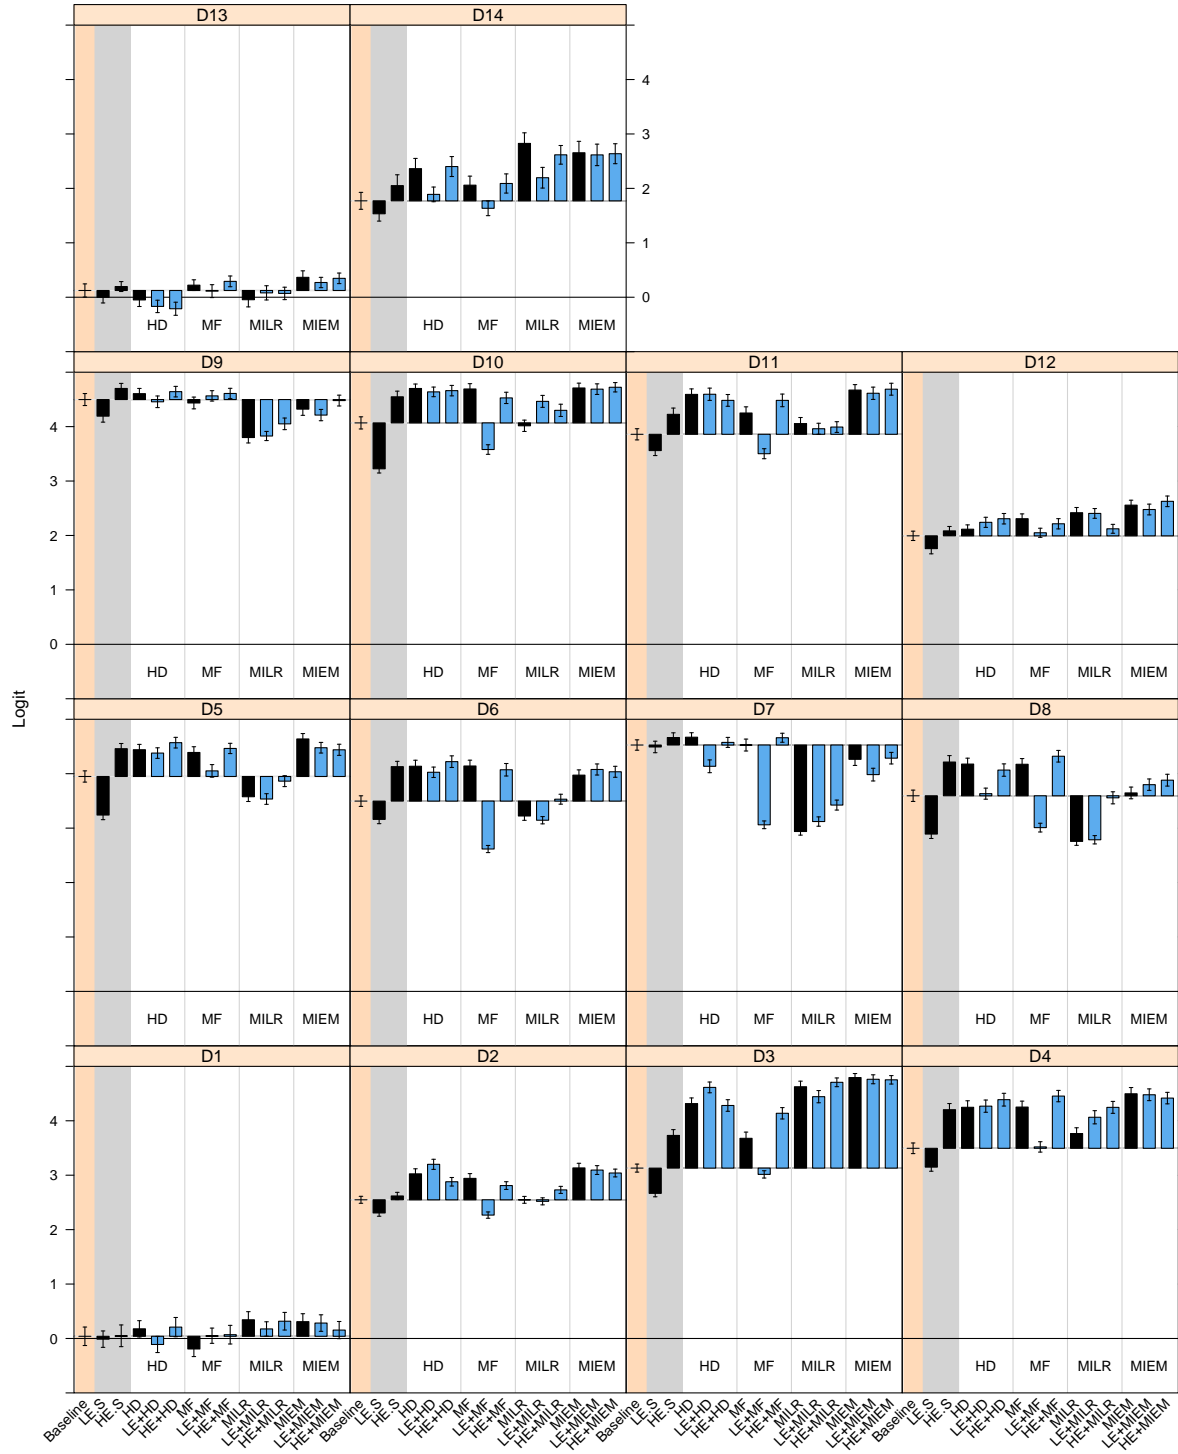 D13 D14
4
3
2
1
0
HD MF MILR MIEM HD MF MILR MIEM
D9 D10 D11 D12
4
3
2
1
0
HD MF MILR MIEM HD MF MILR MIEM HD MF MILR MIEM HD MF MILR MIEM
Logit
D5 D6 D7 D8
HD MF MILR MIEM HD MF MILR MIEM HD MF MILR MIEM HD MF MILR MIEM
D1 D2 D3 D4
4
3
2
1
0
HD MF MILR MIEM HD MF MILR MIEM HD MF MILR MIEM HD MF MILR MIEM
Baseline LE.S HE.S HD LE+HD HE+HD MF LE+MF HE+MF MILR LE+MILR HE+MILR MIEM LE+MIEM HE+MIEM Baseline LE.S HE.S HD LE+HD HE+HD MF LE+MF HE+MF MILR LE+MILR HE+MILR MIEM LE+MIEM HE+MIEM Baseline LE.S HE.S HD LE+HD HE+HD MF LE+MF HE+MF MILR LE+MILR HE+MILR MIEM LE+MIEM HE+MIEM Baseline LE.S HE.S HD LE+HD HE+HD MF LE+MF HE+MF MILR LE+MILR HE+MILR MIEM LE+MIEM HE+MIEM